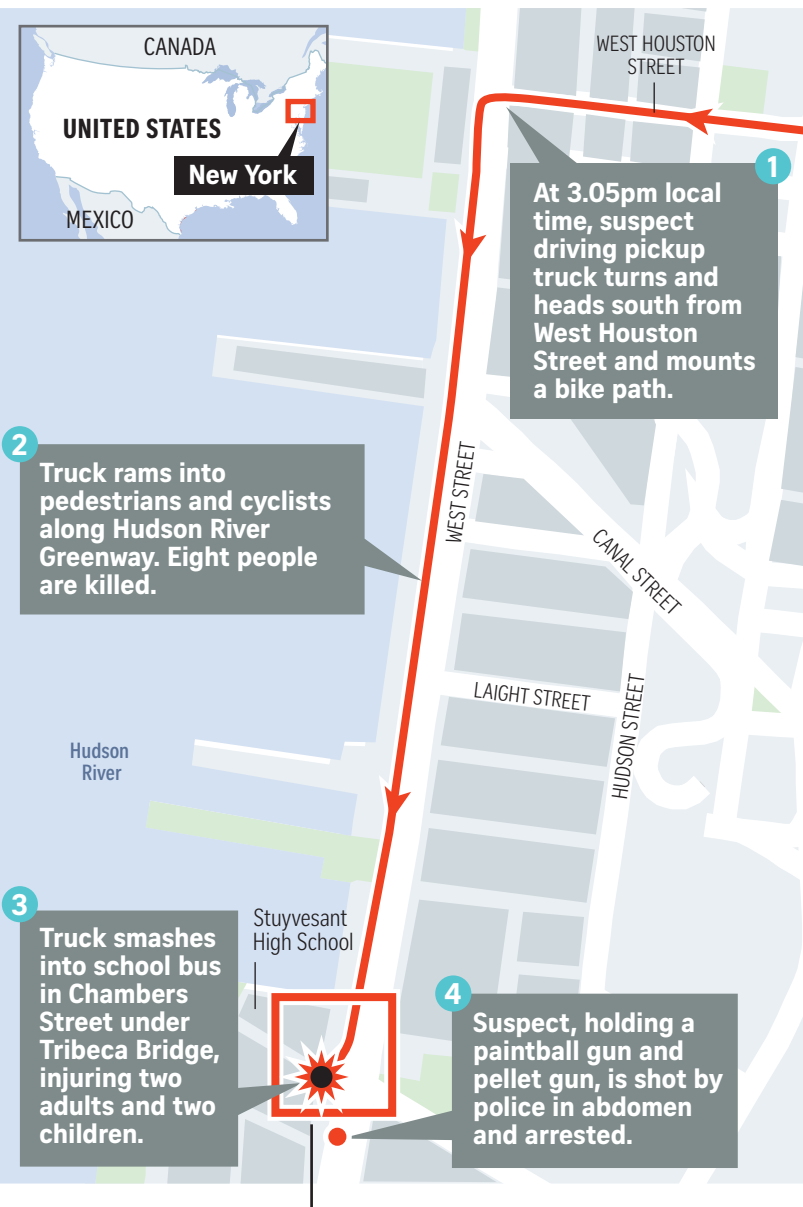 CANADA
UNITED STATES
New York
MEXICO
WEST HOUSTON
STREET
1
At 3.05pm local
time, suspect
driving pickup
truck turns and
heads south from
West Houston
Street and mounts
a bike path.
2
Truck rams into
pedestrians and cyclists
along Hudson River
Greenway. Eight people
are killed.
WEST STREET
CANAL STREET
LAIGHT STREET
HUDSON STREET
Hudson
River
3
Truck smashes
into school bus
in Chambers
Street under
Tribeca Bridge,
injuring two
adults and two
children.
Stuyvesant
High School
4
Suspect, holding a
paintball gun and
pellet gun, is shot by
police in abdomen
and arrested.